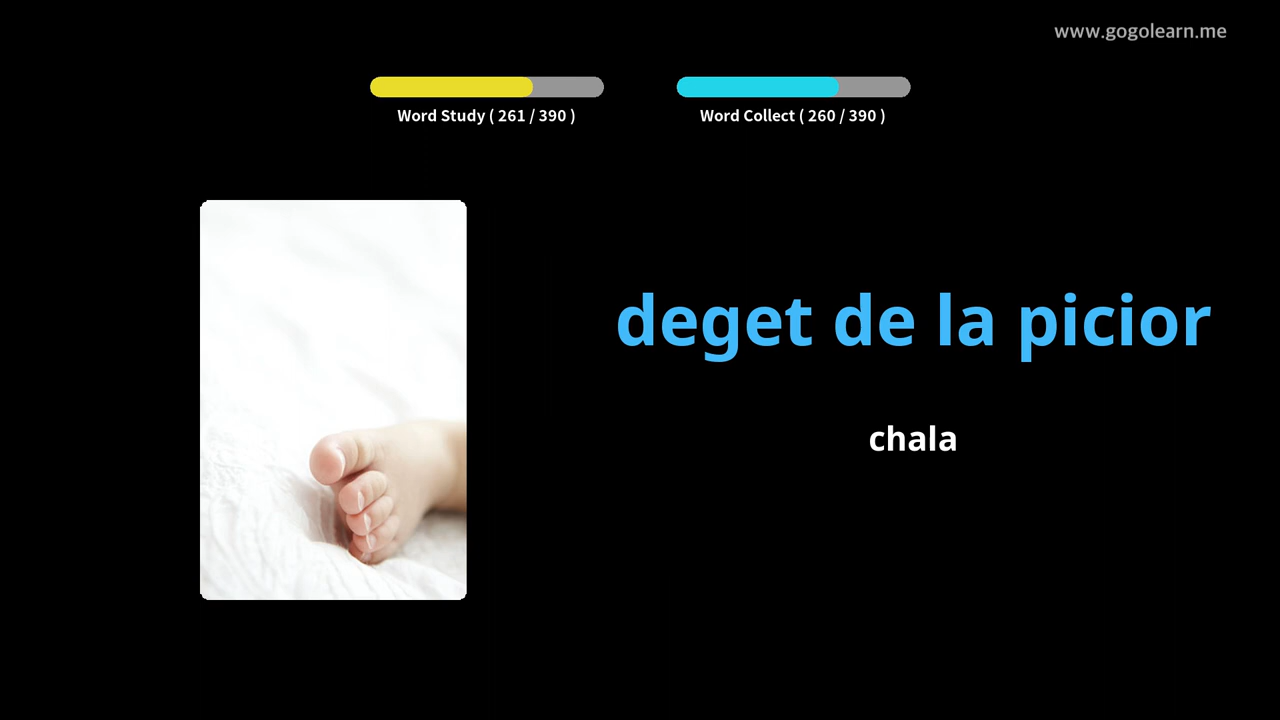 www.gogolearn.me
Word Study ( 261 / 390 )
Word Collect ( 260 / 390 )
deget de la picior
chala